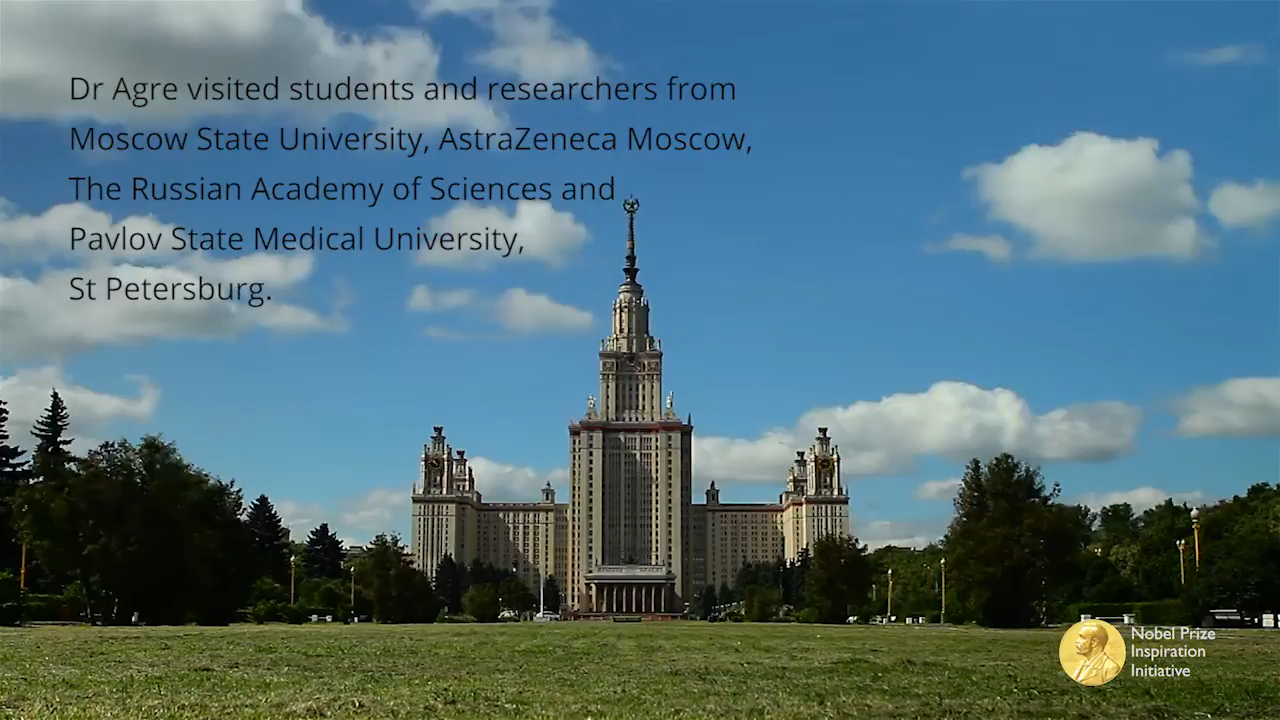 Dr Agre visited students and researchers from
Moscow State University, AstraZeneca Moscow,
The Russian Academy of Sciences and
Pavlov State Medical University,
St Petersburg.
Nobel Prize
Inspiration
Initiative